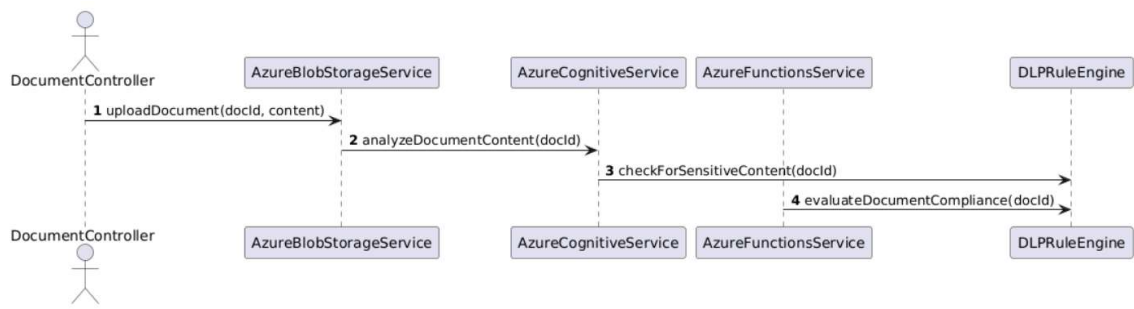 DocumentController
AzureBlobStorageService
AzureCognitiveService
AzureFunctionsService
DLPRuleEngine
1 uploadDocument(docId, content)
2 analyzeDocumentContent(docId)
3 checkForSensitiveContent(docId)
4 evaluateDocumentCompliance(docId)
DocumentController
AzureBlobStorageService
AzureCognitiveService
AzureFunctionsService
DLPRuleEngine